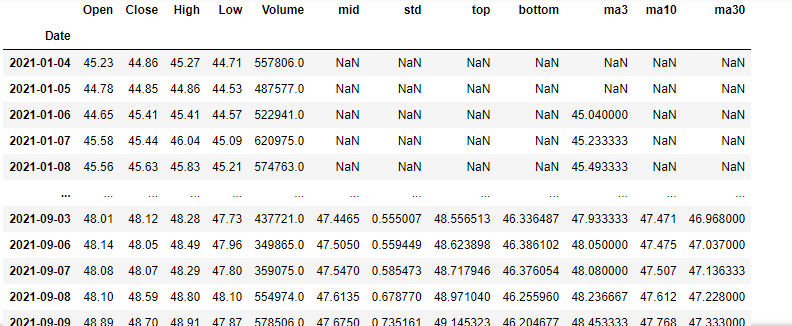 Open Close High Low Volume mid std top bottom ma3 ma10 ma30
Date
2021-01-04 45.23 44.86 45.27 44.71 557806.0 NaN NaN NaN NaN NaN NaN NaN
2021-01-05 44.78 44.85 44.86 44.53 487577.0 NaN NaN NaN NaN NaN NaN NaN
2021-01-06 44.65 45.41 45.41 44.57 522941.0 NaN NaN NaN NaN 45.040000 NaN NaN
2021-01-07 45.58 45.44 46.04 45.09 620975.0 NaN NaN NaN NaN 45.233333 NaN NaN
2021-01-08 45.56 45.63 45.83 45.21 574763.0 NaN NaN NaN NaN 45.493333 NaN NaN
... ... ... ... ... ... ... ... ... ... ... ... ...
2021-09-03 48.01 48.12 48.28 47.73 437721.0 47.4465 0.555007 48.556513 46.336487 47.933333 47.471 46.968000
2021-09-06 48.14 48.05 48.49 47.96 349865.0 47.5050 0.559449 48.623898 46.386102 48.050000 47.475 47.037000
2021-09-07 48.08 48.07 48.29 47.80 359075.0 47.5470 0.585473 48.717946 46.376054 48.080000 47.507 47.136333
2021-09-08 48.10 48.59 48.80 48.10 554974.0 47.6135 0.678770 48.971040 46.255960 48.236667 47.612 47.228000
2021-09-09 48.89 48.70 48.91 47.87 578506.0 47.6750 0.735161 49.145323 46.204677 48.453333 47.768 47.333000